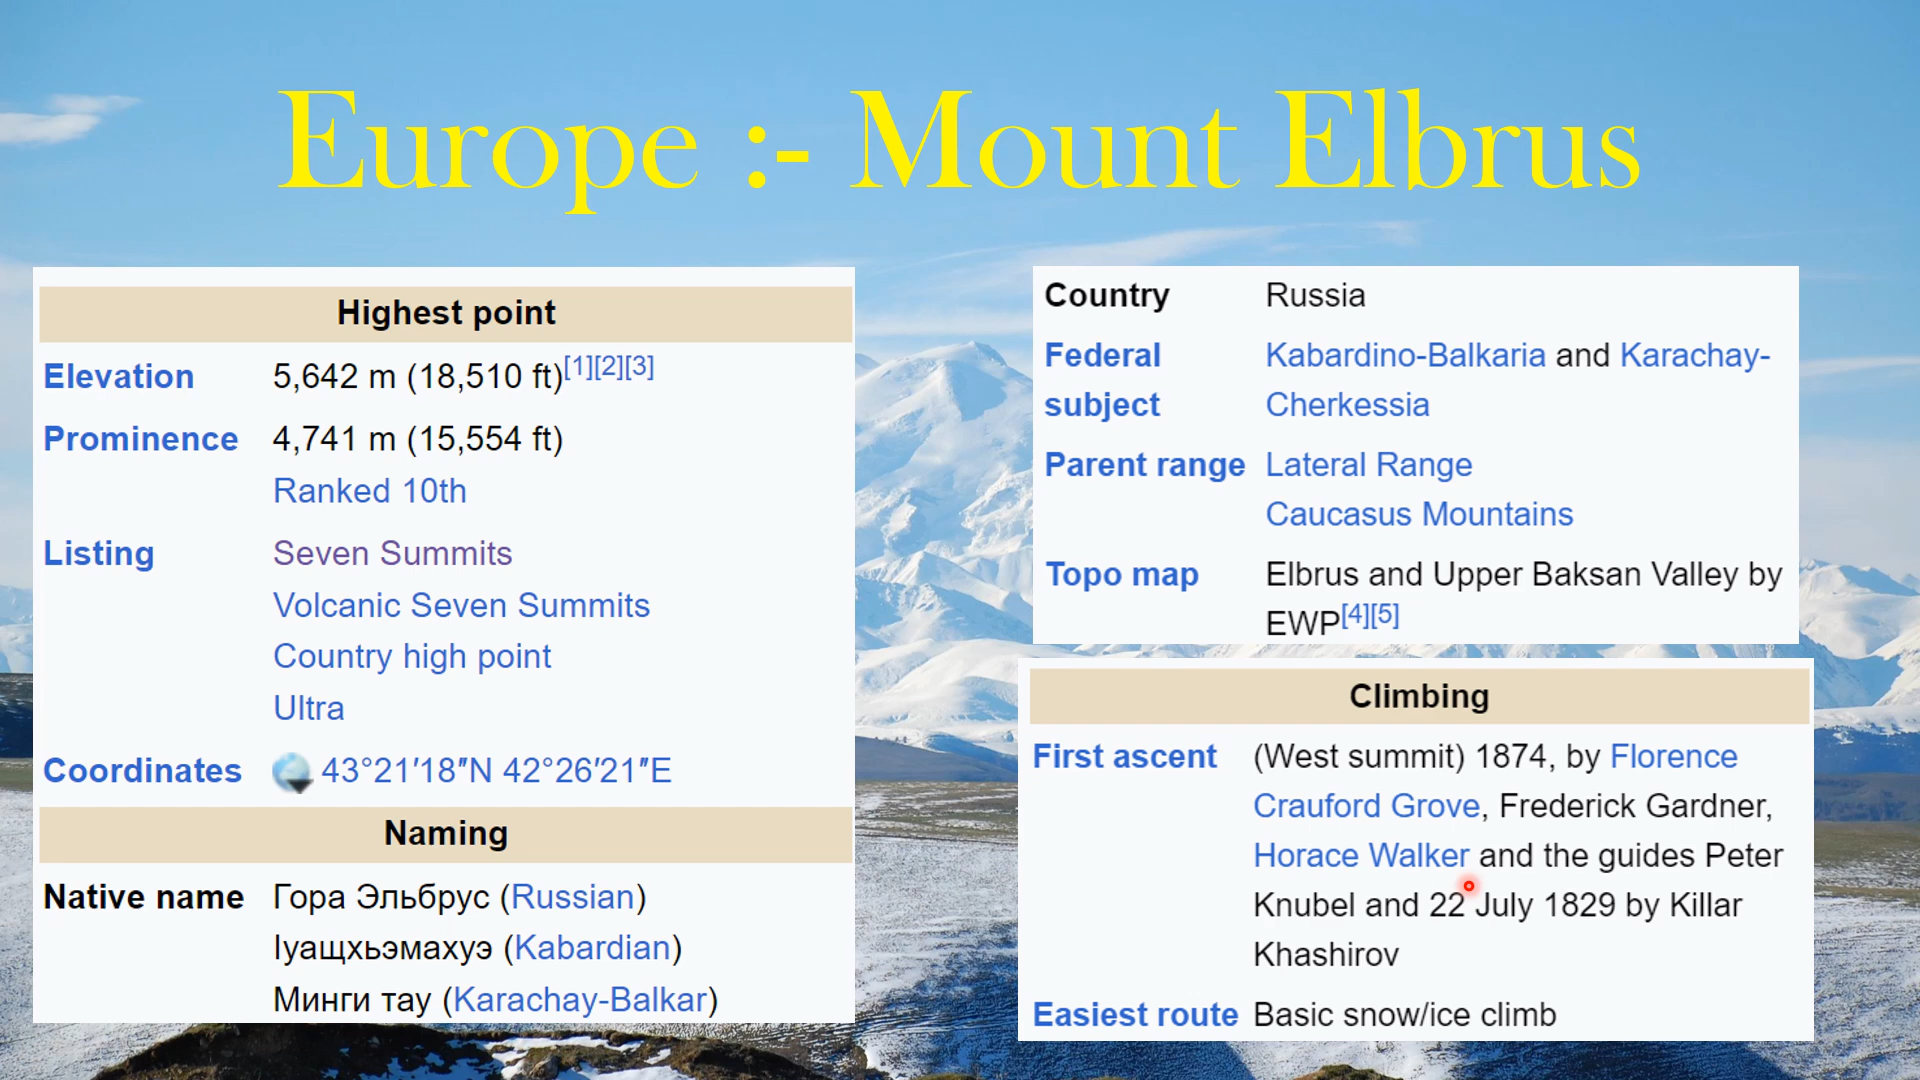 Europe :- Mount Elbrus
Highest point
Elevation 5,642 m (18,510 ft)[1][2][3]
Prominence 4,741 m (15,554 ft)
Ranked 10th
Listing Seven Summits
Volcanic Seven Summits
Country high point
Ultra
Coordinates 43°21′18″N 42°26′21″E
Naming
Native name Гора Эльбрус (Russian)
Ӏуащхьэмахуэ (Kabardian)
Минги тау (Karachay-Balkar)
Country Russia
Federal Kabardino-Balkaria and Karachay-
subject Cherkessia
Parent range Lateral Range
Caucasus Mountains
Topo map Elbrus and Upper Baksan Valley by
EWP[4][5]
Climbing
First ascent (West summit) 1874, by Florence
Crauford Grove, Frederick Gardner,
Horace Walker and the guides Peter
Knubel and 22 July 1829 by Killar
Khashirov
Easiest route Basic snow/ice climb